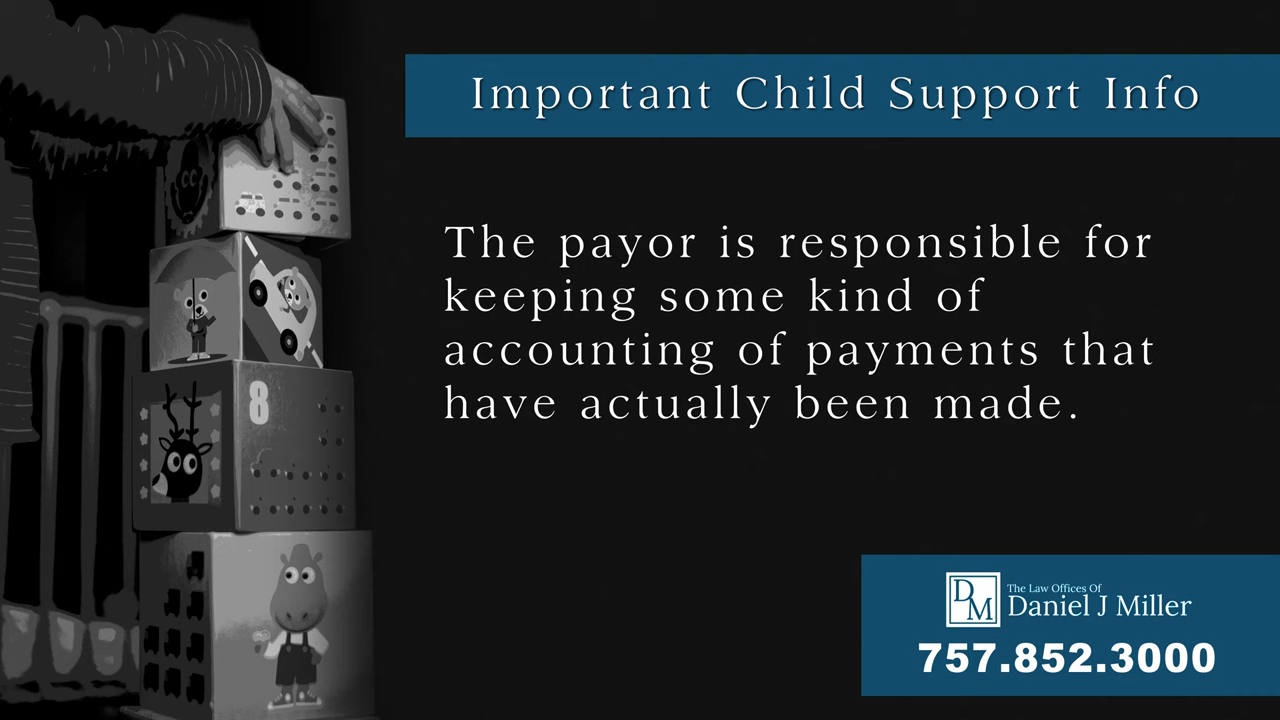 Important Child Support Info
The payor is responsible for
keeping some kind of
accounting of payments that
have actually been made.
8
DM
The Law Offices Of
Daniel J Miller
757.852.3000